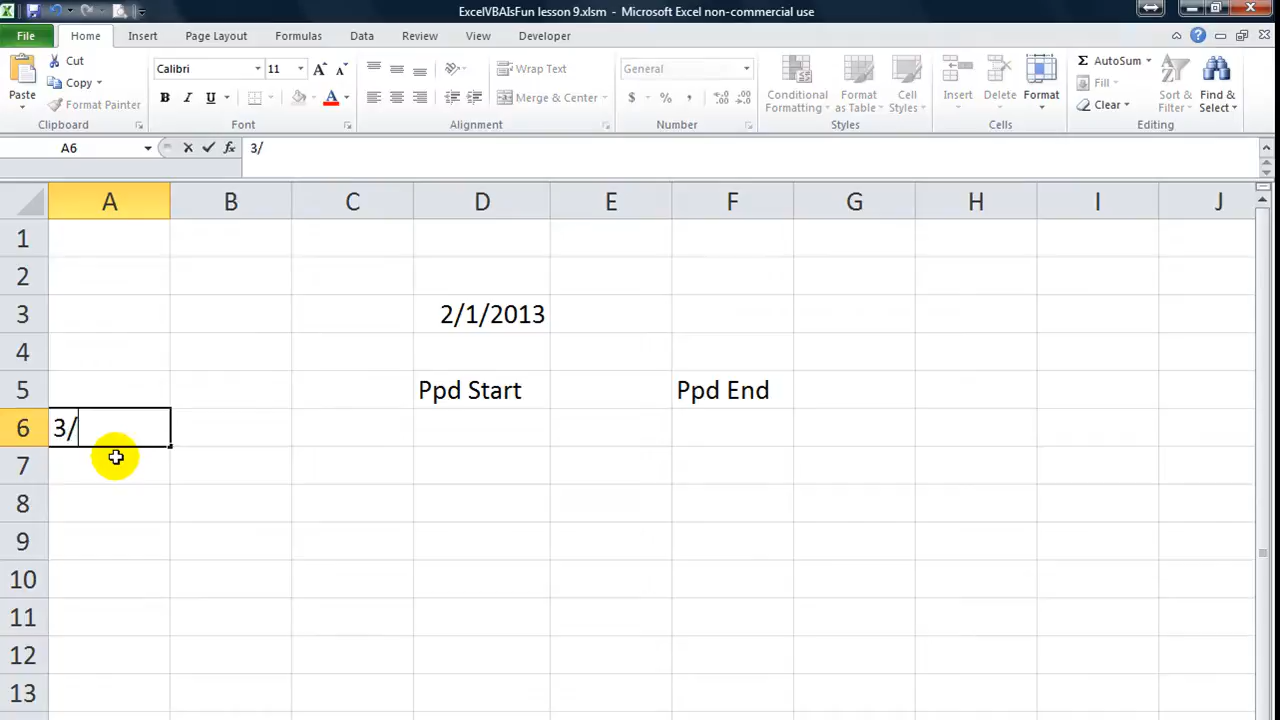 ExcelVBAIsFun lesson 9.xlsm - Microsoft Excel non-commercial use
File Home Insert Page Layout Formulas Data Review View Developer
Cut
Copy
Format Painter
Paste
Clipboard
Calibri 11
B I U
Font
Wrap Text
Merge & Center
Alignment
General
$ % ,
Number
Conditional Formatting
Format as Table
Cell Styles
Styles
Insert Delete Format
Cells
AutoSum
Fill
Clear
Sort & Filter
Find & Select
Editing
A6 fx 3/
A B C D E F G H I J
1
2
3 2/1/2013
4
5 Ppd Start Ppd End
6 3/
7
8
9
10
11
12
13